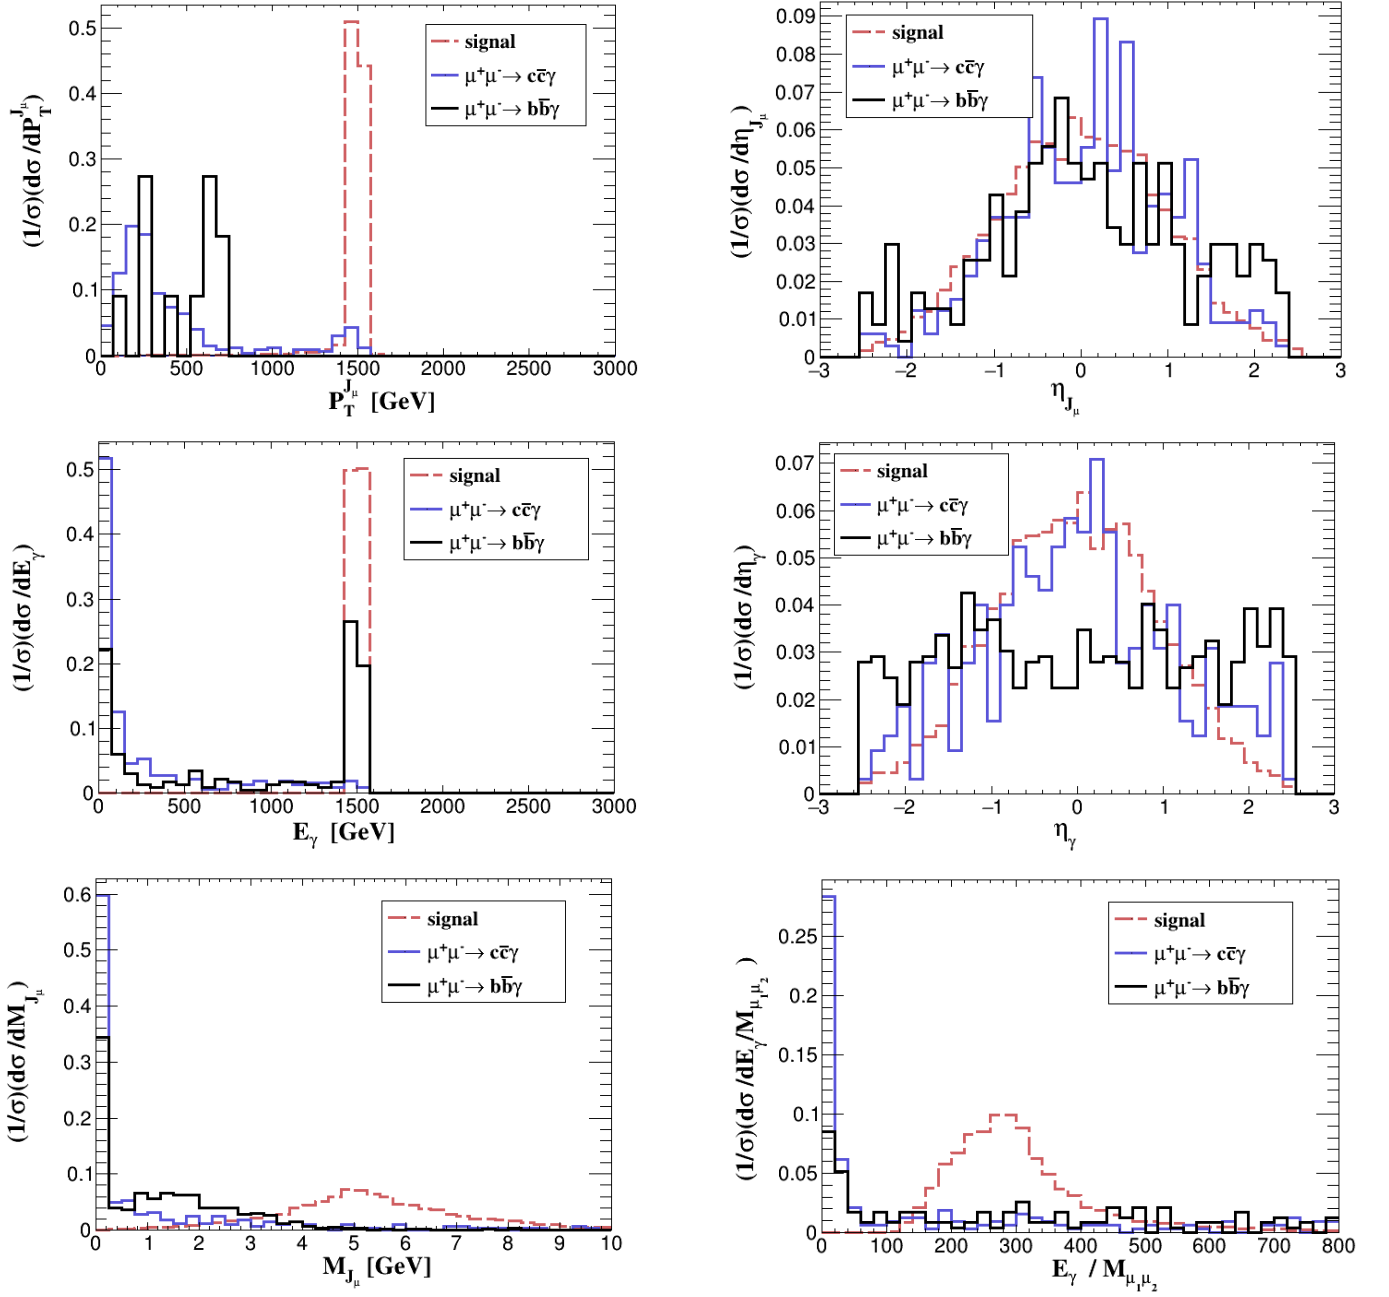 (1/σ)(dσ/dP_T^{J_μ})
0.5
0.4
0.3
0.2
0.1
0
signal
μ⁺μ⁻→ cc̄γ
μ⁺μ⁻→ bb̄γ
0 500 1000 1500 2000 2500 3000
P_T^{J_μ} [GeV]
(1/σ)(dσ/dη_{J_μ})
0.09
0.08
0.07
0.06
0.05
0.04
0.03
0.02
0.01
0
signal
μ⁺μ⁻→ cc̄γ
μ⁺μ⁻→ bb̄γ
−3 −2 −1 0 1 2 3
η_{J_μ}
(1/σ)(dσ/dE_γ)
0.5
0.4
0.3
0.2
0.1
0
signal
μ⁺μ⁻→ cc̄γ
μ⁺μ⁻→ bb̄γ
0 500 1000 1500 2000 2500 3000
E_γ [GeV]
(1/σ)(dσ/dη_γ)
0.07
0.06
0.05
0.04
0.03
0.02
0.01
0
signal
μ⁺μ⁻→ cc̄γ
μ⁺μ⁻→ bb̄γ
−3 −2 −1 0 1 2 3
η_γ
(1/σ)(dσ/dM_{J_μ})
0.6
0.5
0.4
0.3
0.2
0.1
0
signal
μ⁺μ⁻→ cc̄γ
μ⁺μ⁻→ bb̄γ
0 1 2 3 4 5 6 7 8 9 10
M_{J_μ} [GeV]
(1/σ)(dσ/dE_γ/M_{μ_1μ_2})
0.25
0.2
0.15
0.1
0.05
0
signal
μ⁺μ⁻→ cc̄γ
μ⁺μ⁻→ bb̄γ
0 100 200 300 400 500 600 700 800
E_γ / M_{μ_1μ_2}